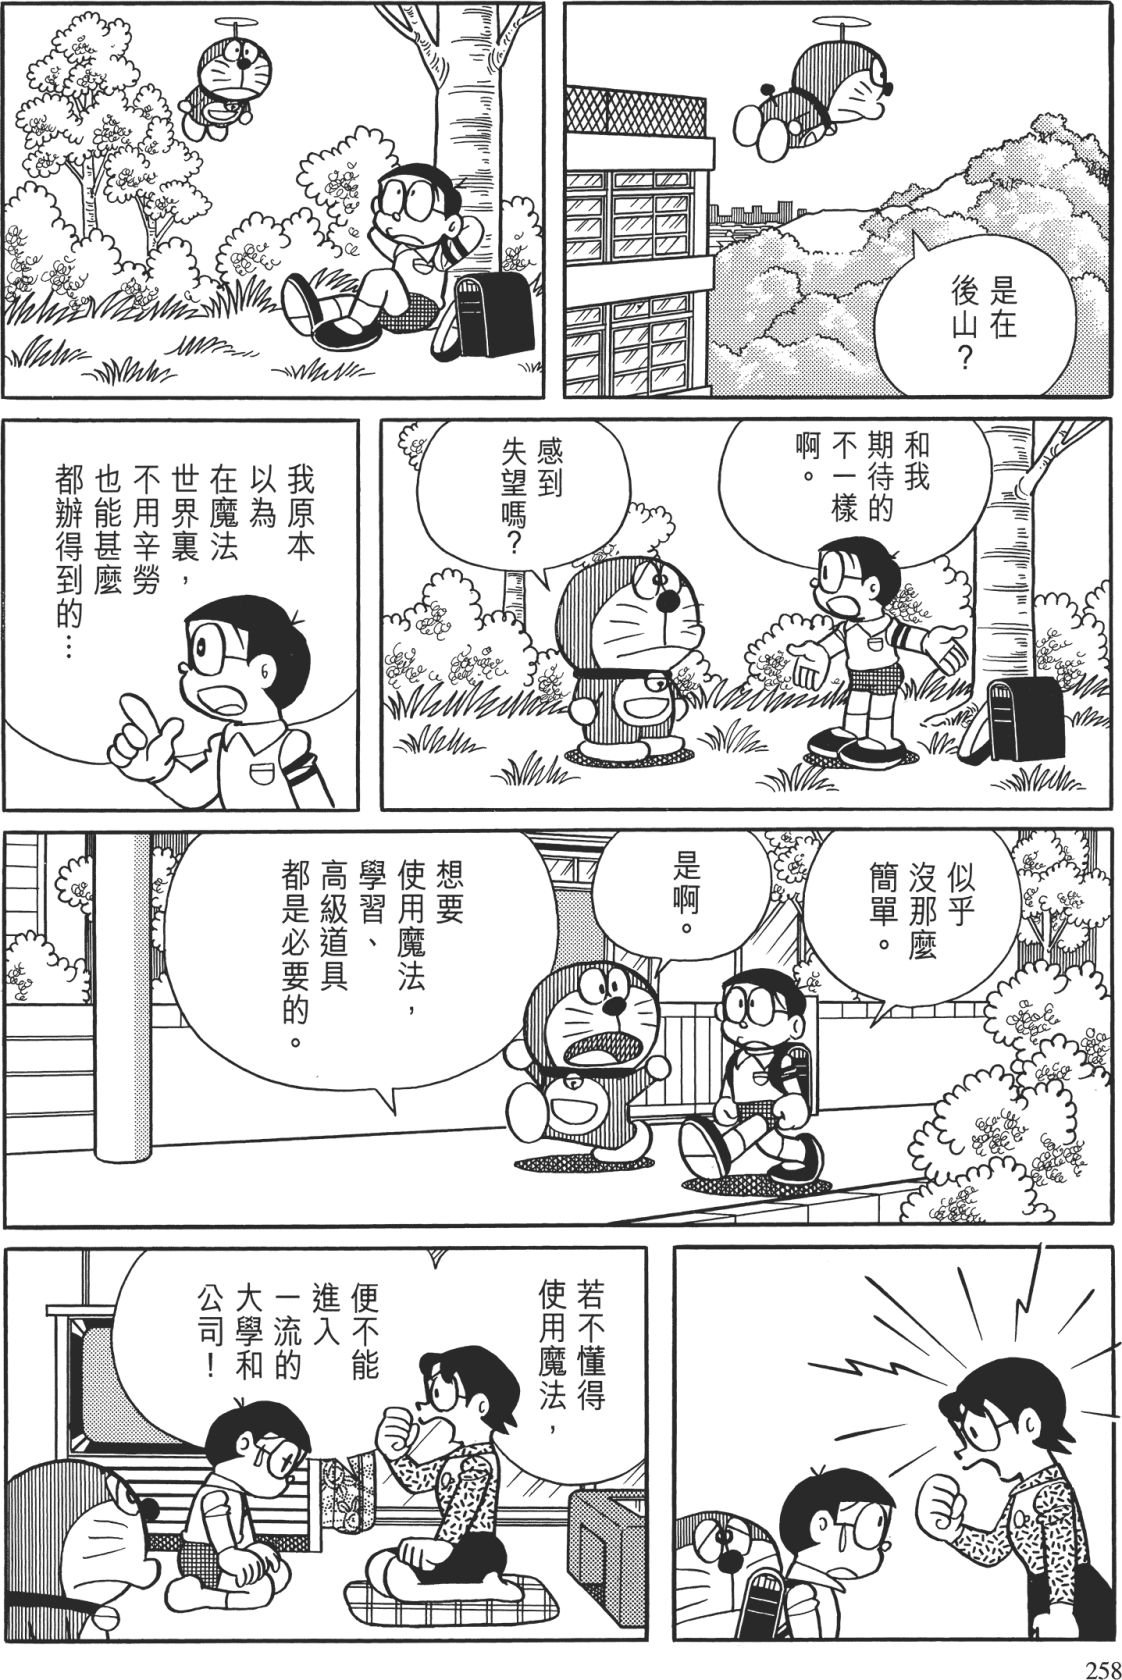 是在
後山?
和我
期待的
不一樣
啊。
感到
失望嗎?
我原本
以為
在魔法
世界裏,
不用辛勞
也能甚麼
都辦得到的…
似乎
沒那麼
簡單。
是啊。
想要
使用魔法,
學習、
高級道具
都是必要的。
若不懂得
使用魔法,
便不能
進入
一流的
大學和
公司!
258